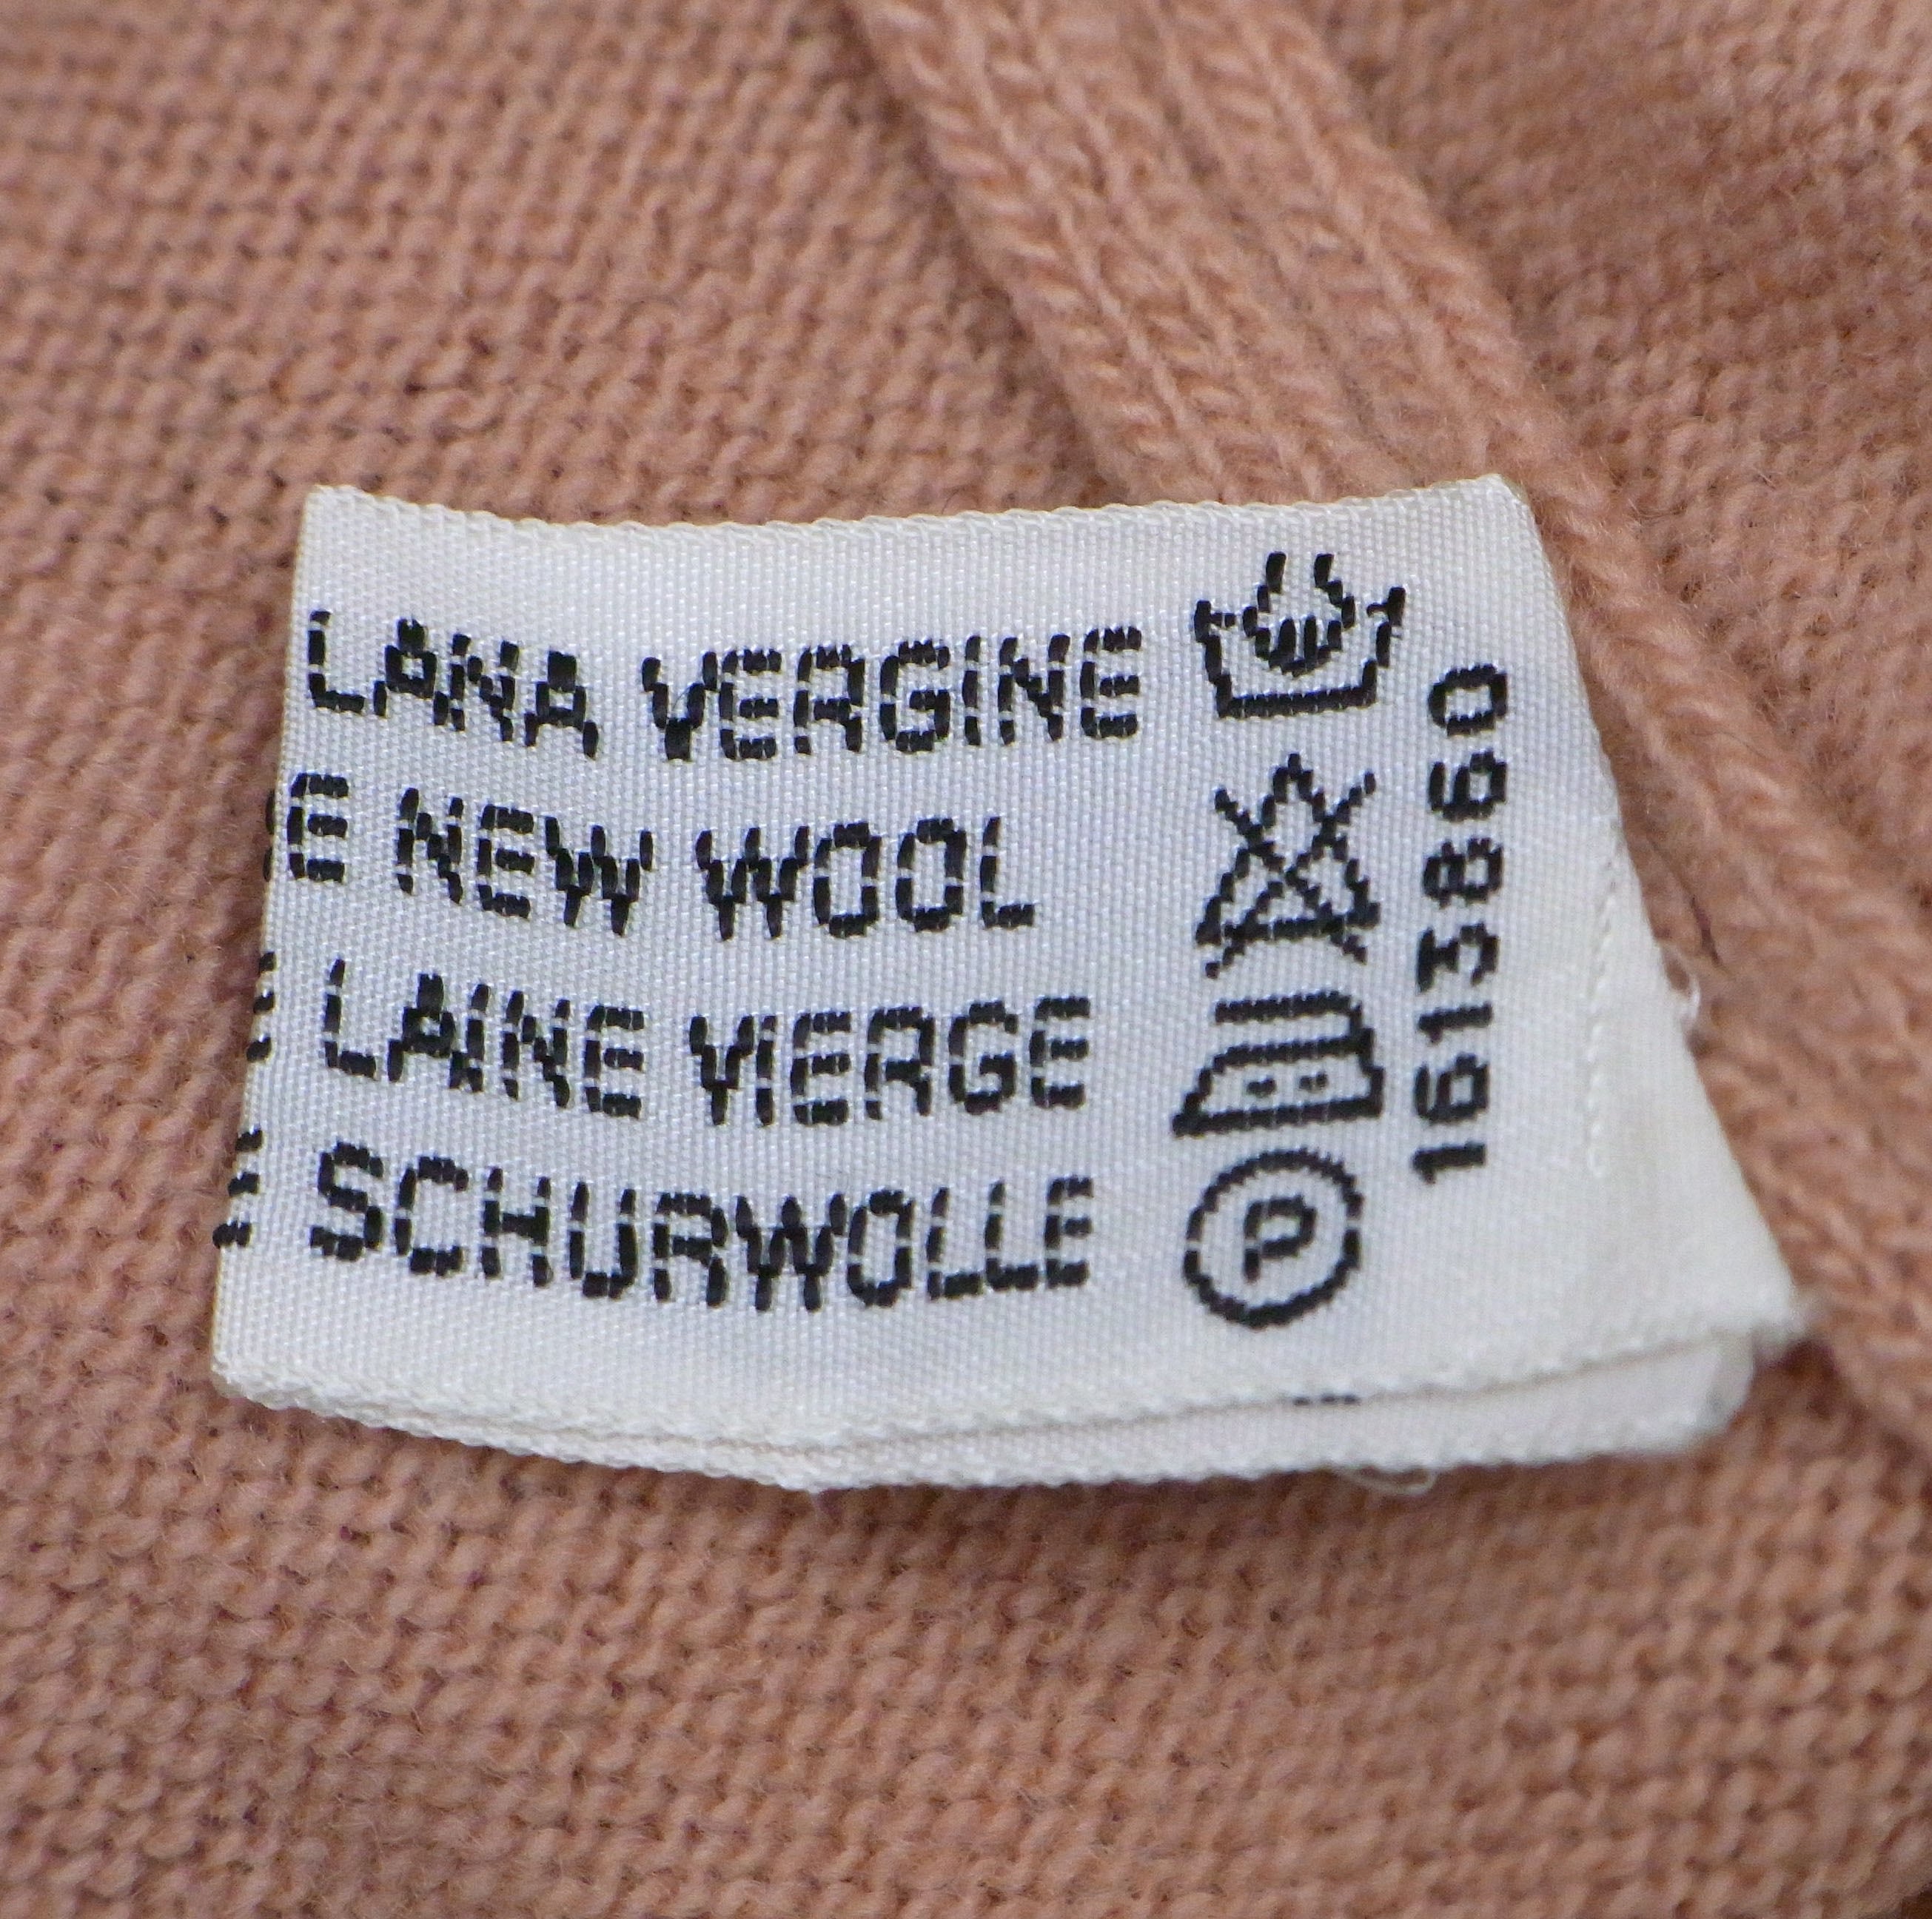 LANA VERGINE
E NEW WOOL
LAINE VIERGE
SCHURWOLLE
P
1613860